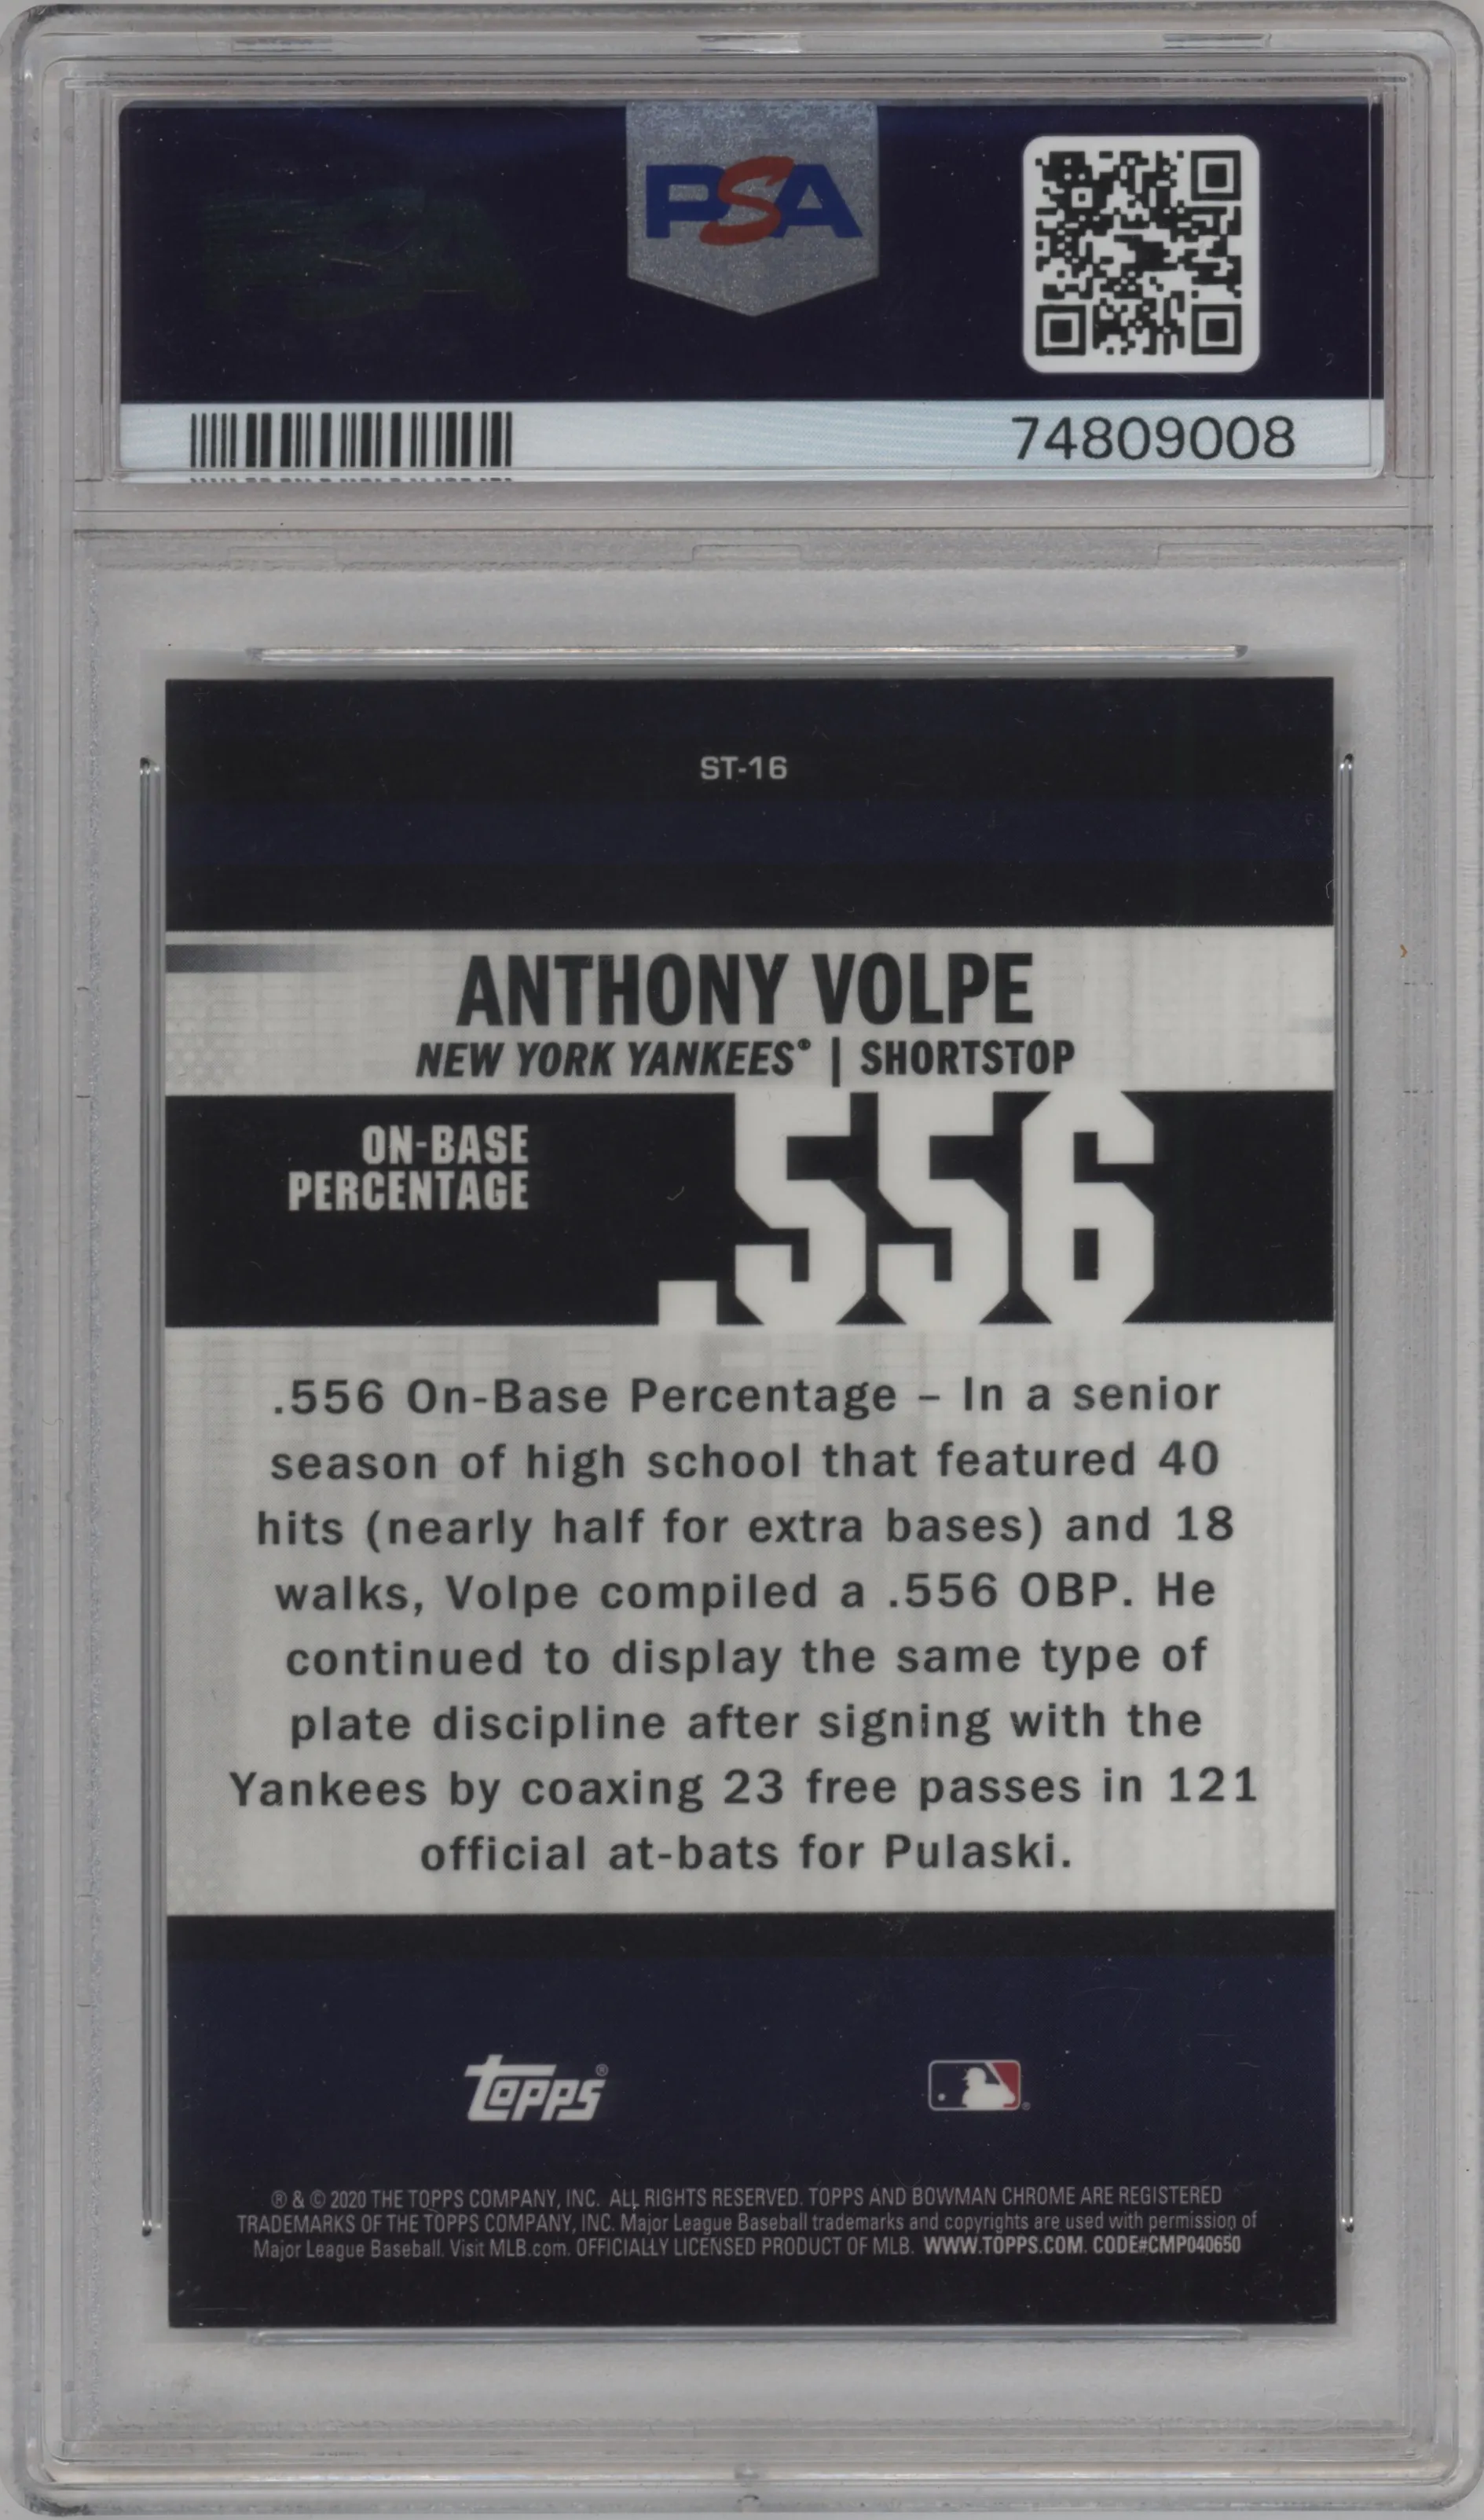 PSA
74809008
ST-16
ANTHONY VOLPE
NEW YORK YANKEES® | SHORTSTOP
ON-BASE
PERCENTAGE
.556
.556 On-Base Percentage – In a senior
season of high school that featured 40
hits (nearly half for extra bases) and 18
walks, Volpe compiled a .556 OBP. He
continued to display the same type of
plate discipline after signing with the
Yankees by coaxing 23 free passes in 121
official at-bats for Pulaski.
Topps®
® & © 2020 THE TOPPS COMPANY, INC. ALL RIGHTS RESERVED. TOPPS AND BOWMAN CHROME ARE REGISTERED
TRADEMARKS OF THE TOPPS COMPANY, INC. Major League Baseball trademarks and copyrights are used with permission of
Major League Baseball. Visit MLB.com. OFFICIALLY LICENSED PRODUCT OF MLB. WWW.TOPPS.COM. CODE#CMP040650